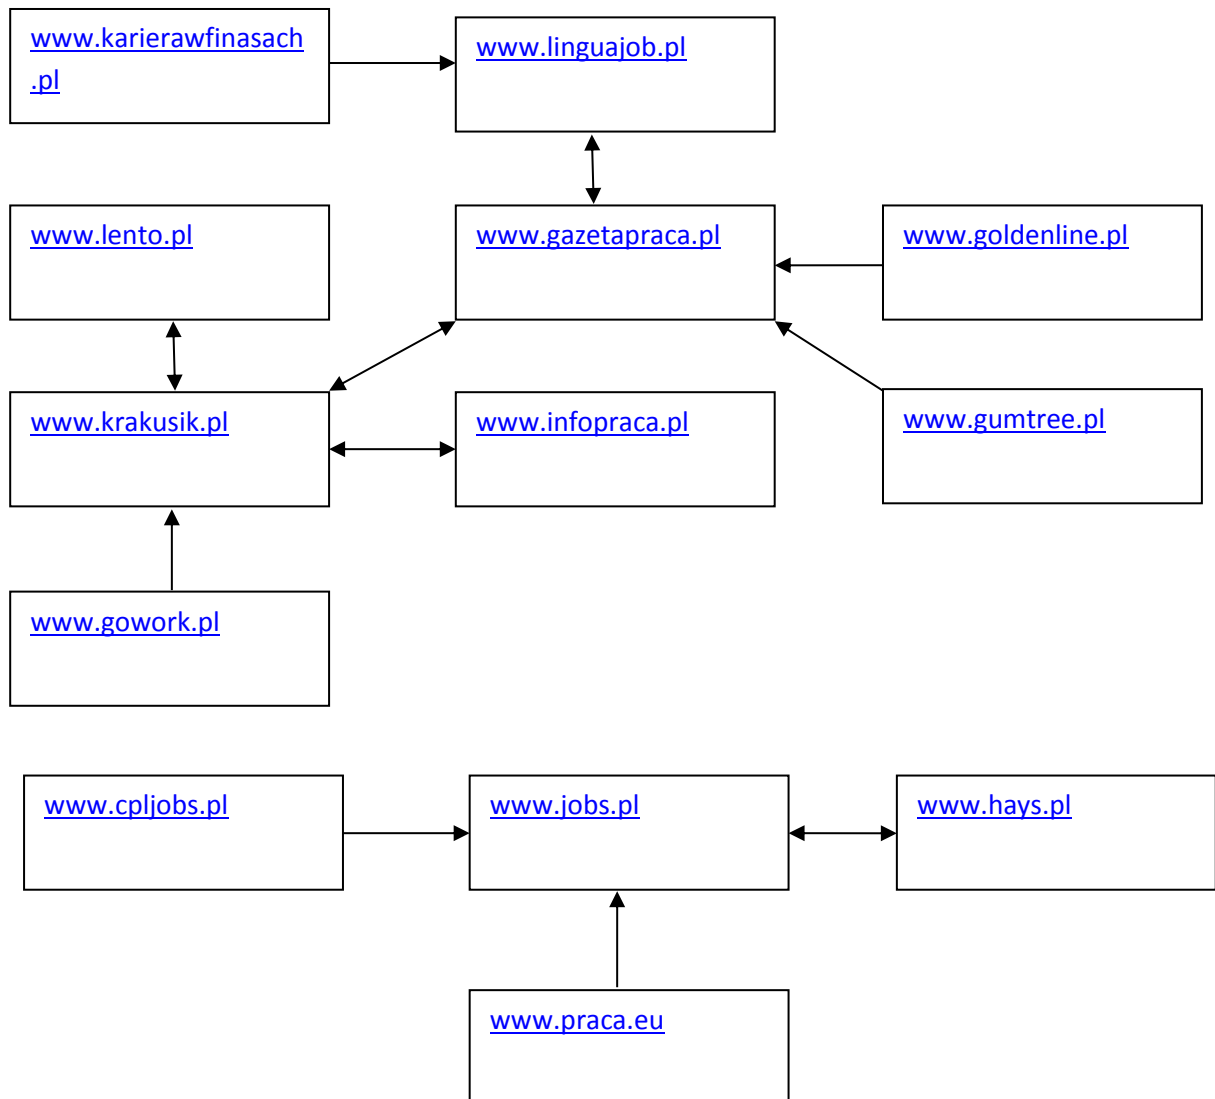 www.karierawfinasach
.pl
www.linguajob.pl
www.lento.pl
www.gazetapraca.pl
www.goldenline.pl
www.krakusik.pl
www.infopraca.pl
www.gumtree.pl
www.gowork.pl
www.cpljobs.pl
www.jobs.pl
www.hays.pl
www.praca.eu